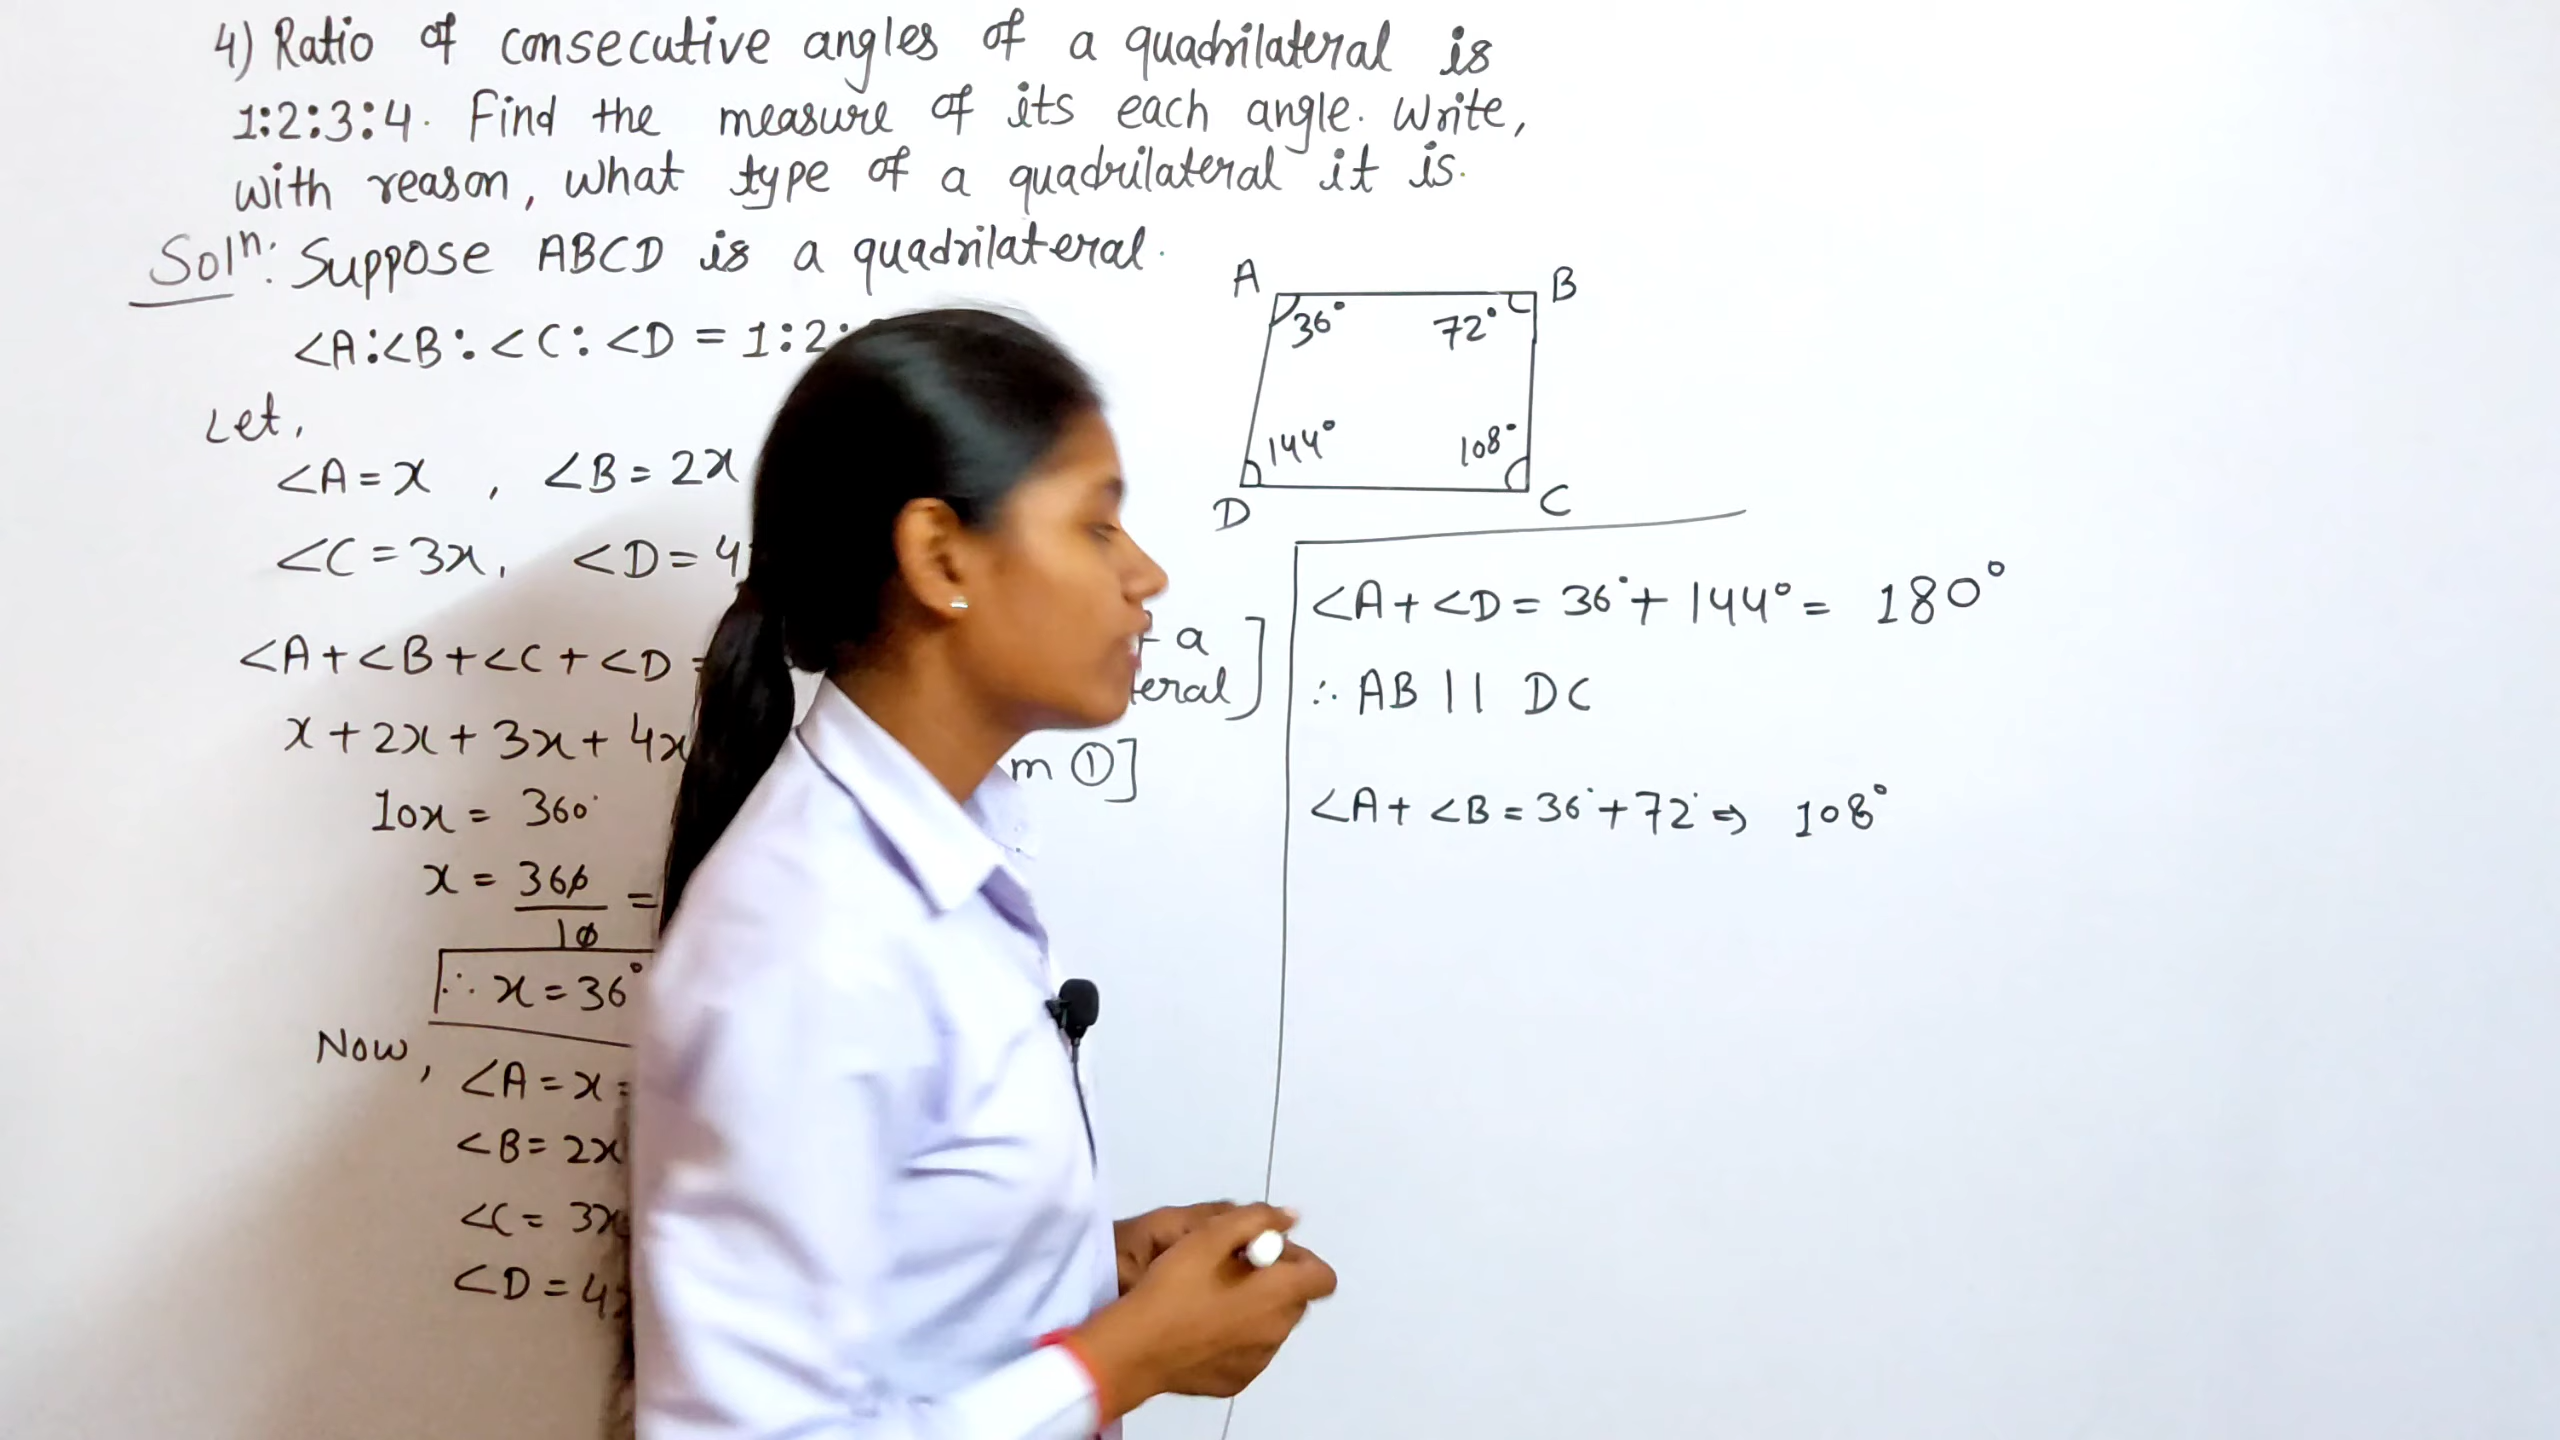 4) Ratio of consecutive angles of a quadrilateral is
1:2:3:4. Find the measure of its each angle. Write,
with reason, what type of a quadrilateral it is.
Solⁿ: Suppose ABCD is a quadrilateral.
<A:<B:<C:<D = 1:2:
Let,
<A=x , <B=2x
<C=3x, <D=4
<A+<B+<C+<D =
x+2x+3x+4x
10x = 360°
x = 360/10 =
∴ x=36°
Now, <A=x=
<B=2x
<C=3x
<D=4x
a
eral]
m ①]
A B
36° 72°
144° 108°
D C
<A+<D=36°+144°= 180°
∴ AB || DC
<A+<B=36°+72°⇒ 108°